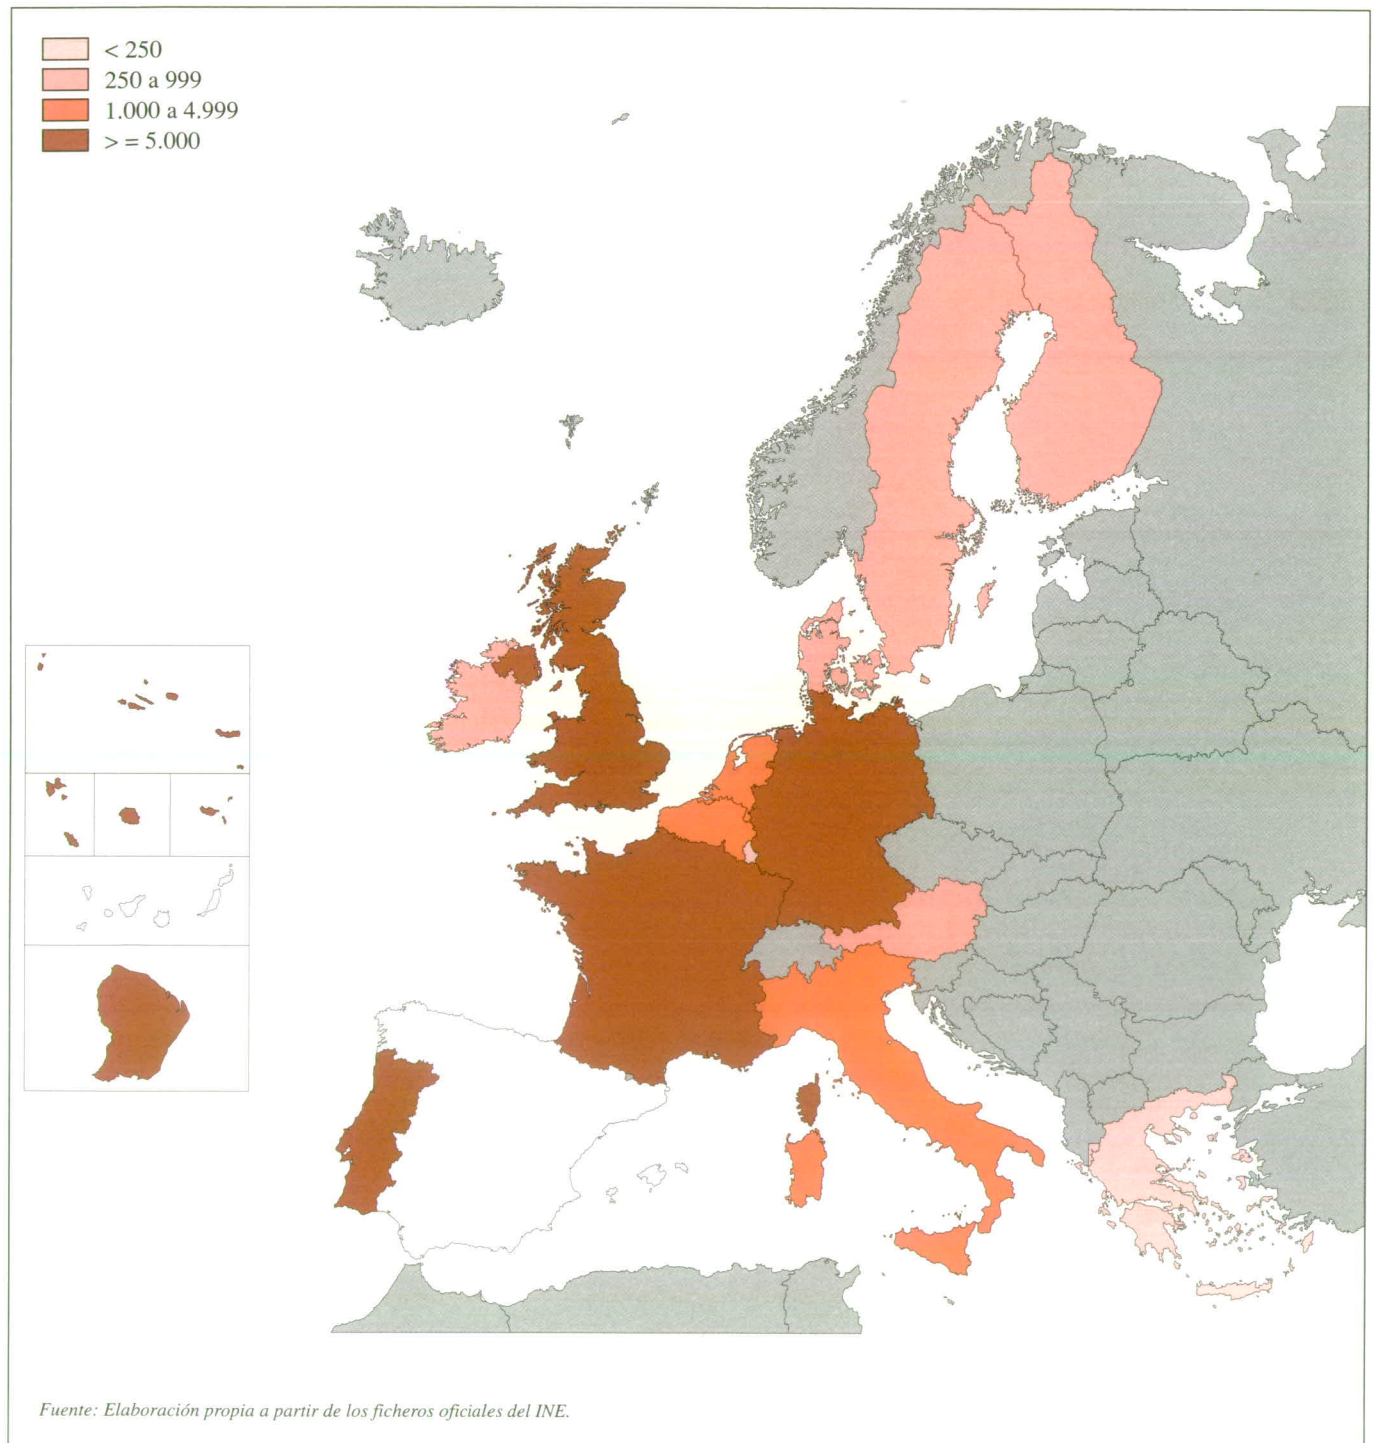 < 250
250 a 999
1.000 a 4.999
> = 5.000
Fuente: Elaboración propia a partir de los ficheros oficiales del INE.